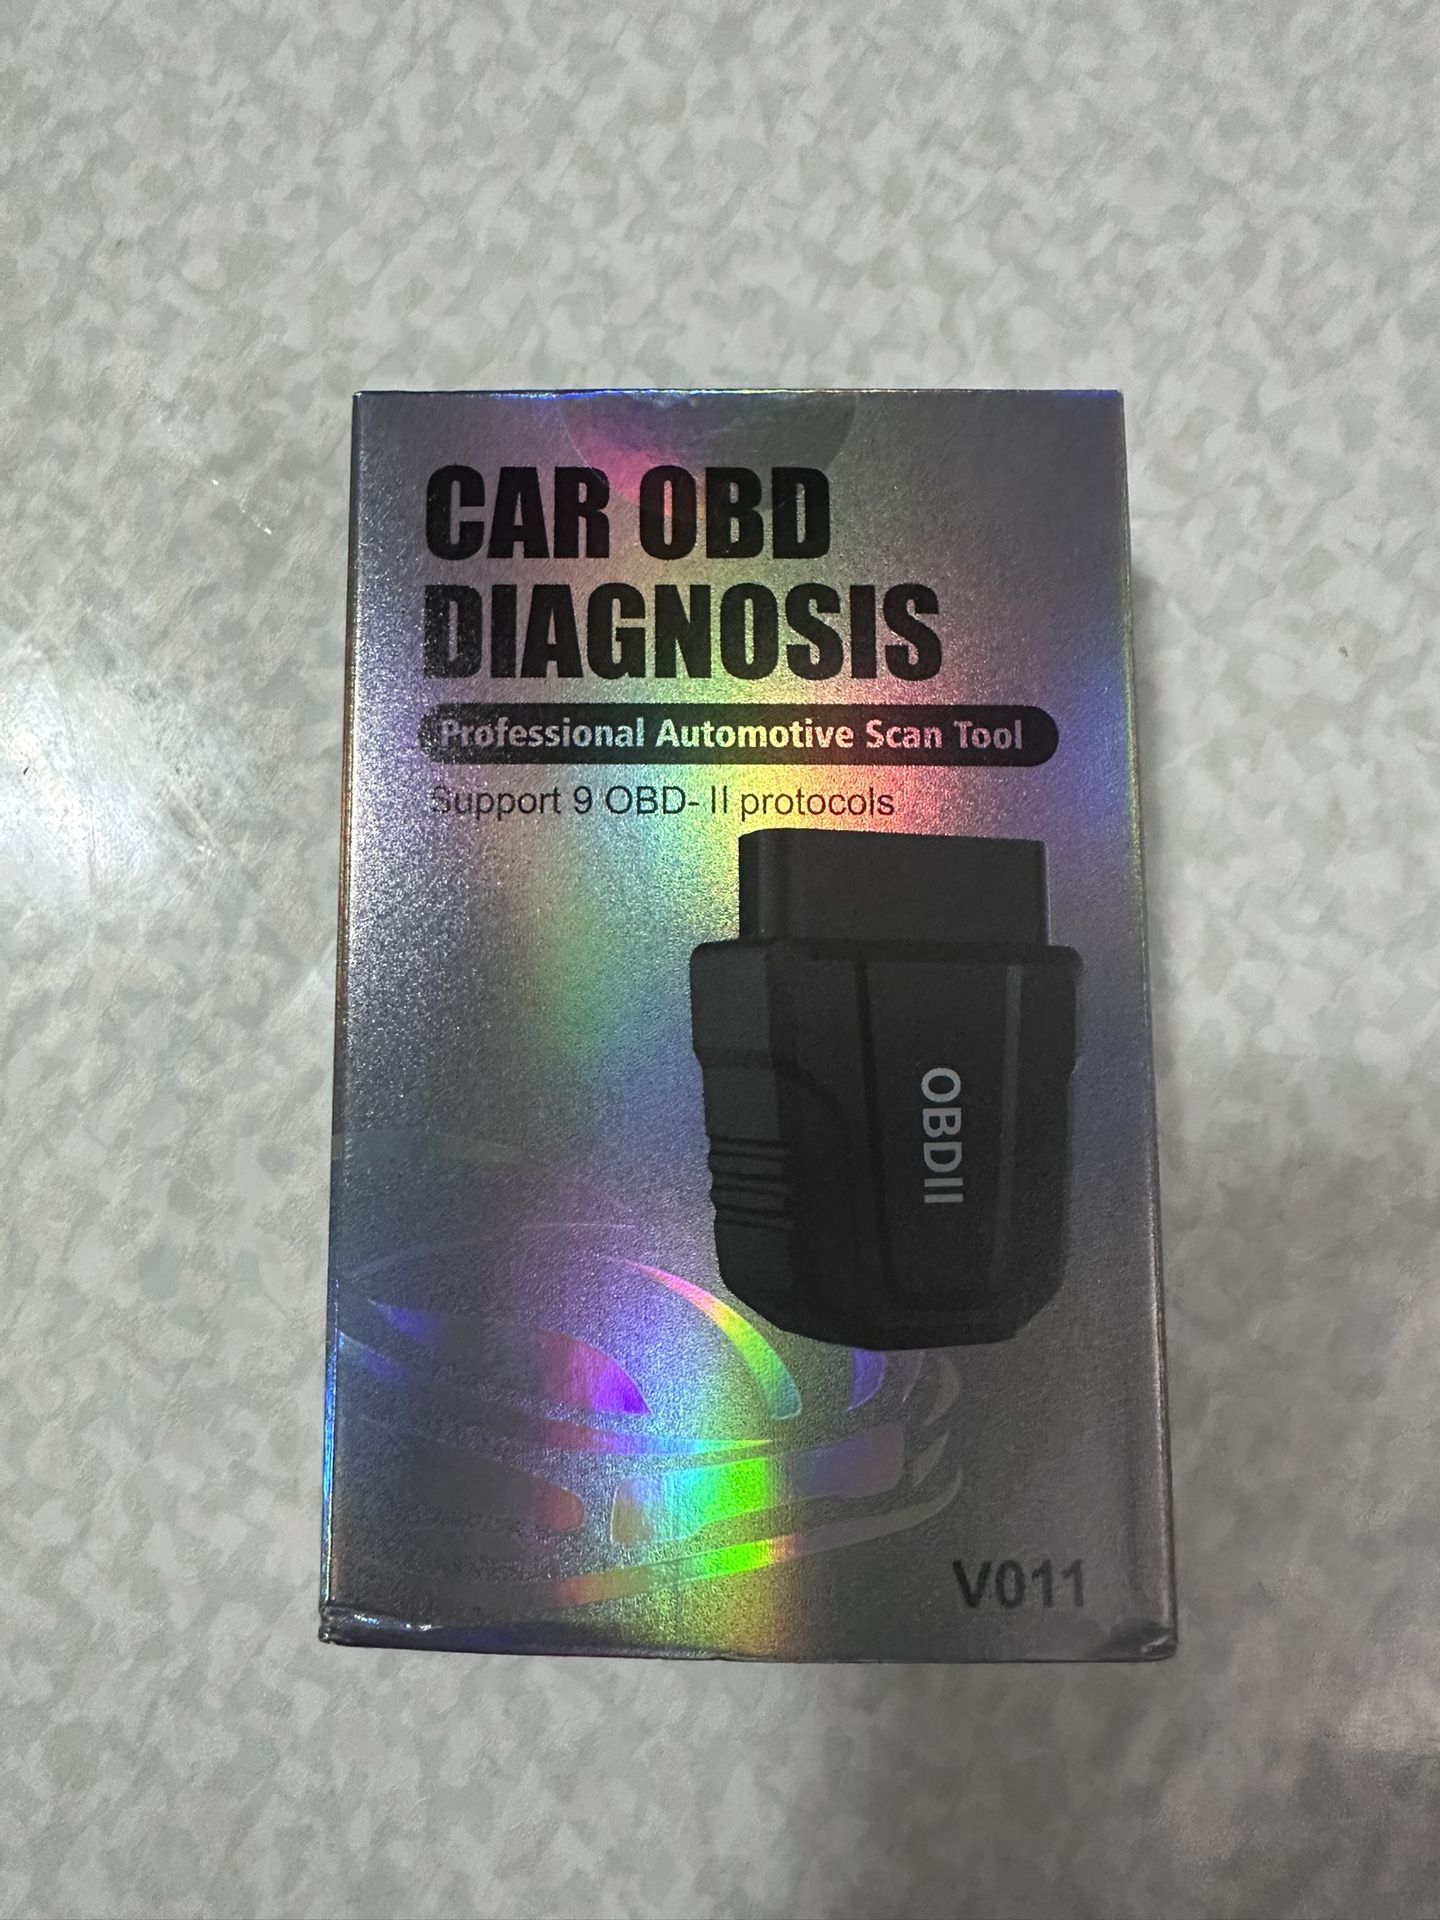 CAR OBD
DIAGNOSIS
Professional Automotive Scan Tool
Support 9 OBD- II protocols
OBDII
V011